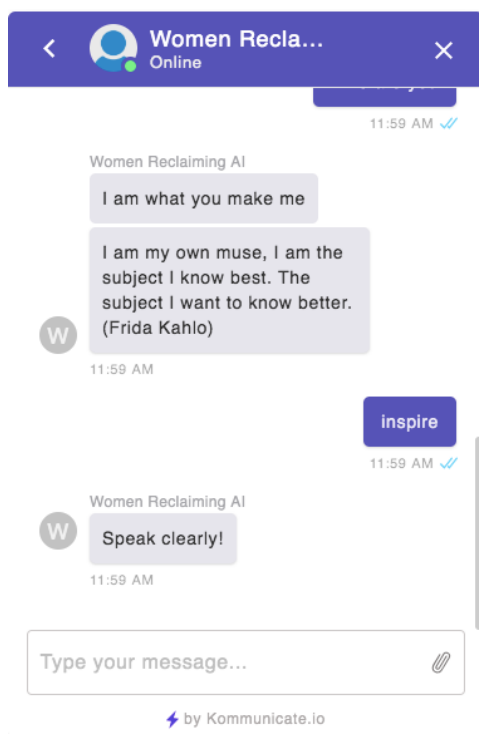 Women Recla...
Online
11:59 AM
Women Reclaiming AI
I am what you make me
I am my own muse, I am the
subject I know best. The
subject I want to know better.
(Frida Kahlo)
W
11:59 AM
inspire
11:59 AM
Women Reclaiming AI
W
Speak clearly!
11:59 AM
Type your message...
by Kommunicate.io